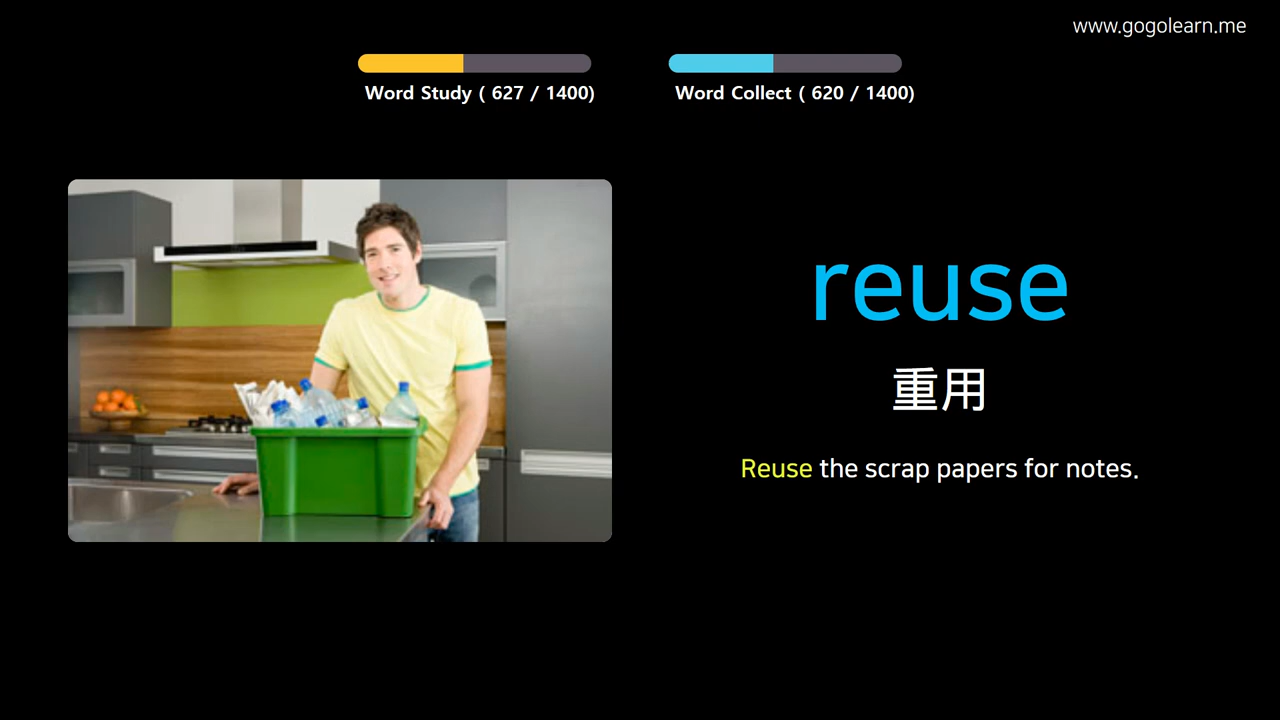 www.gogolearn.me
Word Study ( 627 / 1400)
Word Collect ( 620 / 1400)
reuse
重用
Reuse the scrap papers for notes.